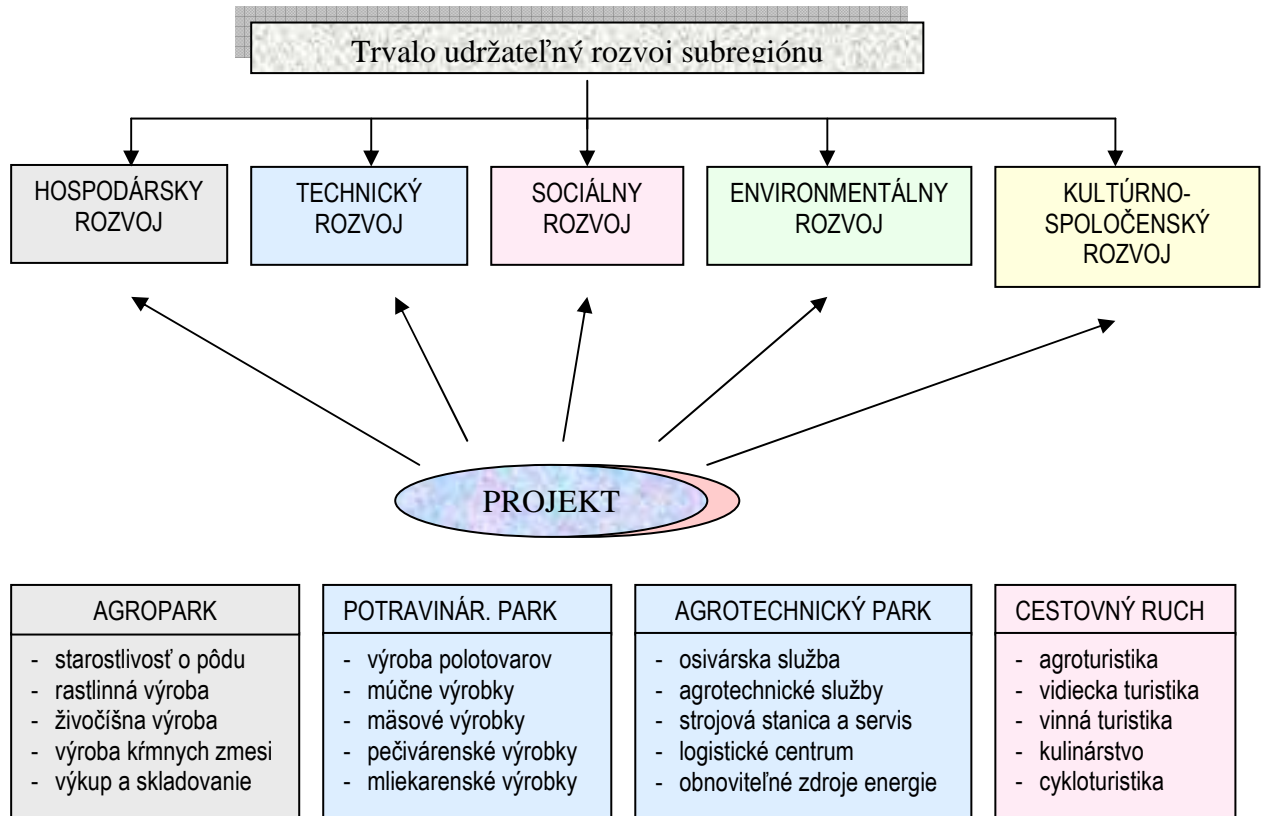 Trvalo udržateľný rozvoj subregiónu
HOSPODÁRSKY
ROZVOJ
TECHNICKÝ
ROZVOJ
SOCIÁLNY
ROZVOJ
ENVIRONMENTÁLNY
ROZVOJ
KULTÚRNO-
SPOLOČENSKÝ
ROZVOJ
PROJEKT
AGROPARK
- starostlivosť o pôdu
- rastlinná výroba
- živočíšna výroba
- výroba kŕmnych zmesi
- výkup a skladovanie
POTRAVINÁR. PARK
- výroba polotovarov
- múčne výrobky
- mäsové výrobky
- pečivárenské výrobky
- mliekarenské výrobky
AGROTECHNICKÝ PARK
- osivárska služba
- agrotechnické služby
- strojová stanica a servis
- logistické centrum
- obnoviteľné zdroje energie
CESTOVNÝ RUCH
- agroturistika
- vidiecka turistika
- vinná turistika
- kulinárstvo
- cykloturistika